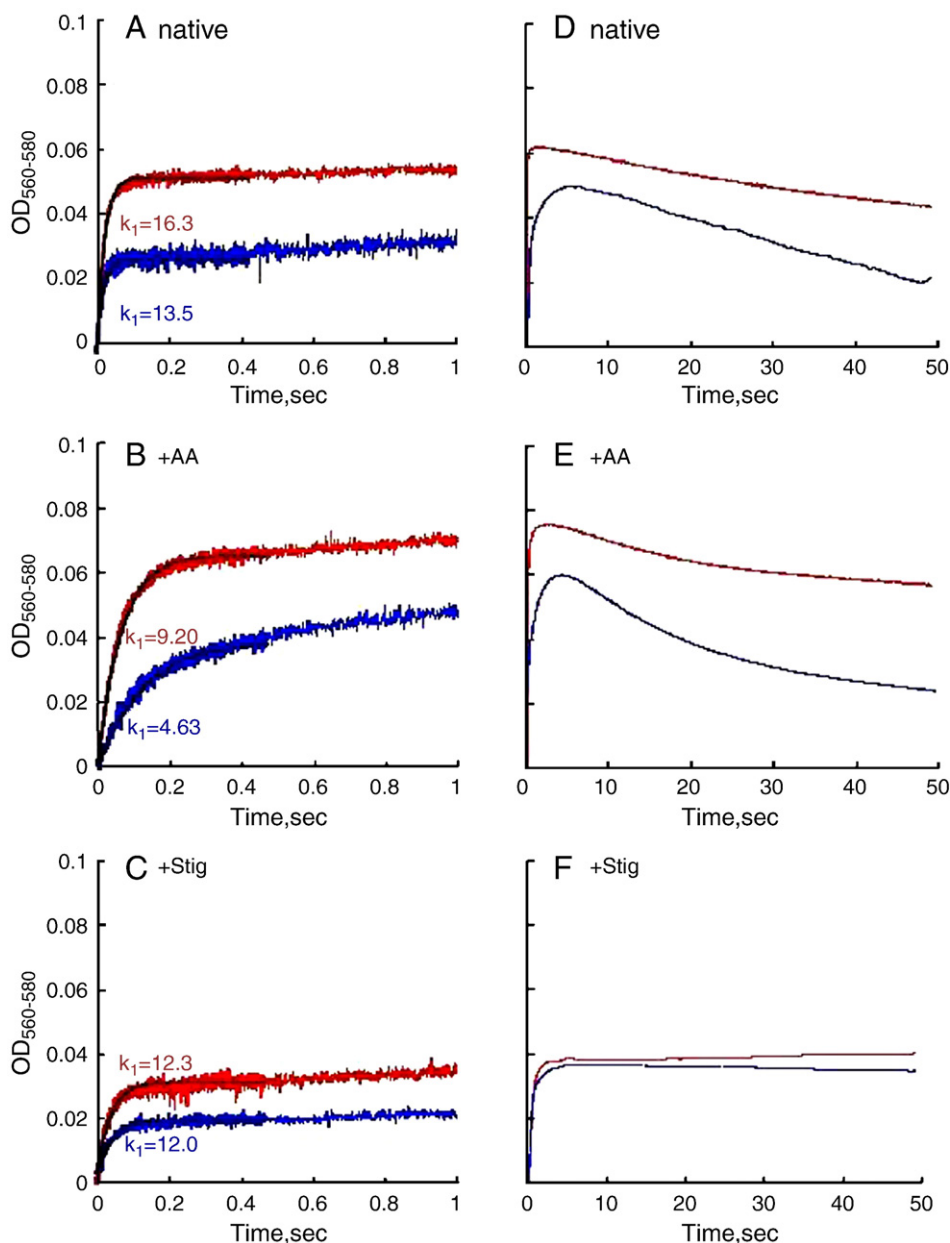 A native
0.1
0.08
0.06
0.04
0.02
0
OD560-580
k1=16.3
k1=13.5
0 0.2 0.4 0.6 0.8 1
Time,sec
D native
0 10 20 30 40 50
Time,sec
B +AA
0.1
0.08
0.06
0.04
0.02
0
OD560-580
k1=9.20
k1=4.63
0 0.2 0.4 0.6 0.8 1
Time,sec
E +AA
0 10 20 30 40 50
Time,sec
C +Stig
0.1
0.08
0.06
0.04
0.02
0
OD560-580
k1=12.3
k1=12.0
0 0.2 0.4 0.6 0.8 1
Time,sec
F +Stig
0 10 20 30 40 50
Time,sec